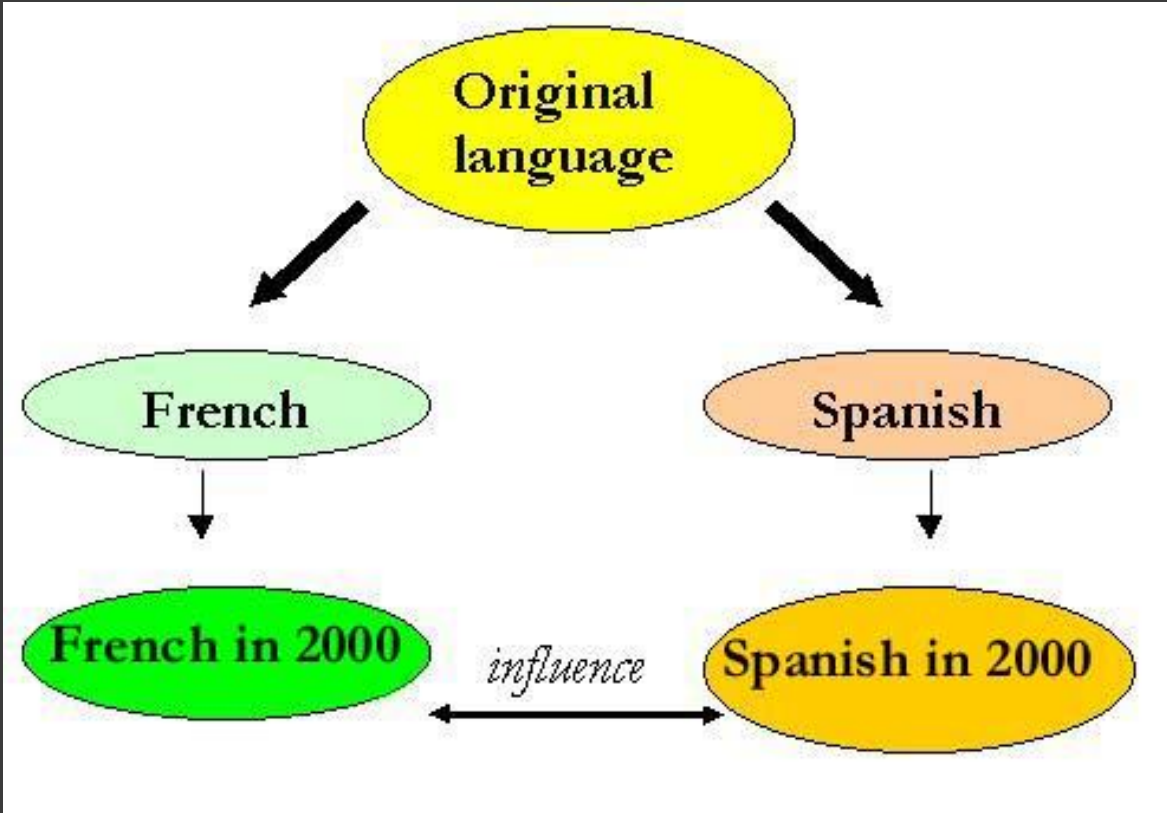 Original
language
French
Spanish
French in 2000
influence
Spanish in 2000